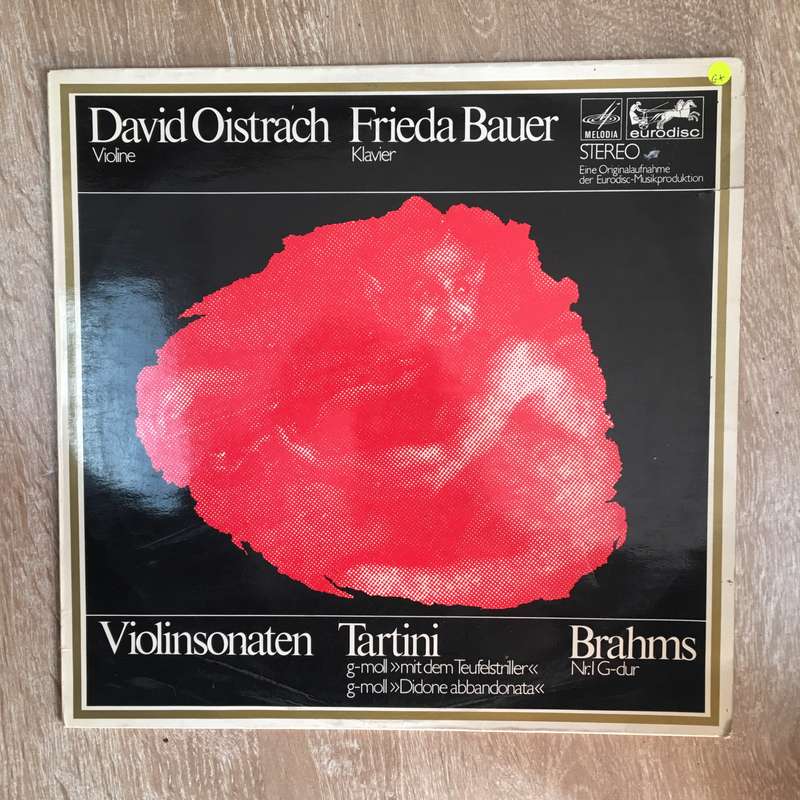 David Oistrach
Violine
Frieda Bauer
Klavier
MELODIA
eurodisc
STEREO
Eine Originalaufnahme
der Eurodisc-Musikproduktion
G+
Violinsonaten
Tartini
g-moll »mit dem Teufelstriller«
g-moll »Didone abbandonata«
Brahms
Nr.1 G-dur